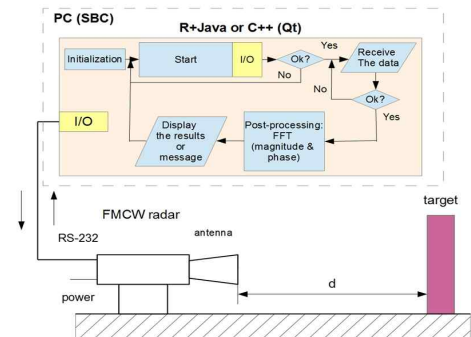 PC (SBC)
R+Java or C++ (Qt)
Initialization
Start
I/O
Ok?
Yes
No
Receive
The data
No
Ok?
Yes
I/O
Display
the results
or
message
Post-processing:
FFT
(magnitude &
phase)
FMCW radar
RS-232
antenna
target
power
d